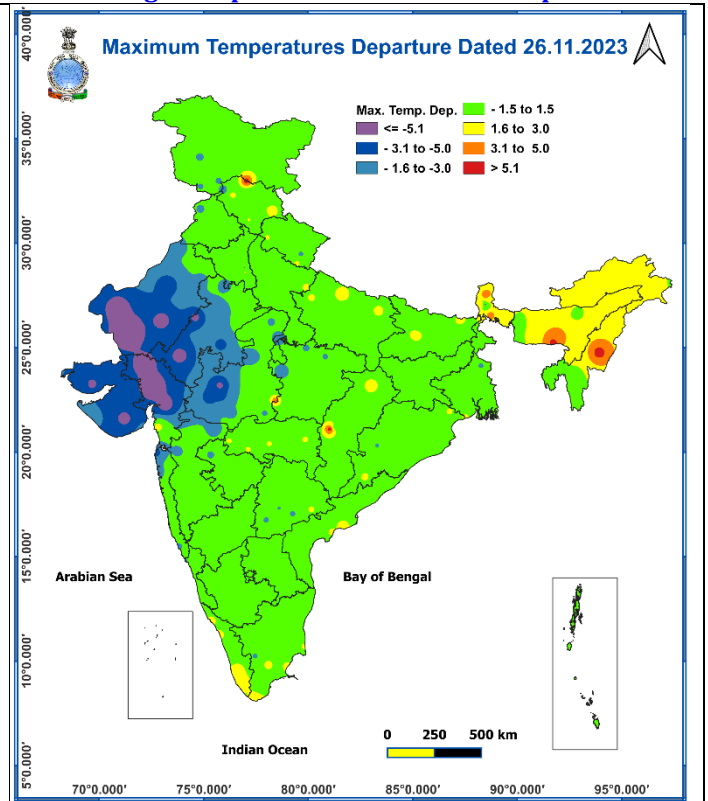 Maximum Temperatures Departure Dated 26.11.2023
Max. Temp. Dep.
<= -5.1
- 3.1 to -5.0
- 1.6 to -3.0
- 1.5 to 1.5
1.6 to 3.0
3.1 to 5.0
> 5.1
40°0.000'
35°0.000'
30°0.000'
25°0.000'
20°0.000'
15°0.000'
10°0.000'
5°0.000'
Arabian Sea
Bay of Bengal
Indian Ocean
0 250 500 km
70°0.000' 75°0.000' 80°0.000' 85°0.000' 90°0.000' 95°0.000'